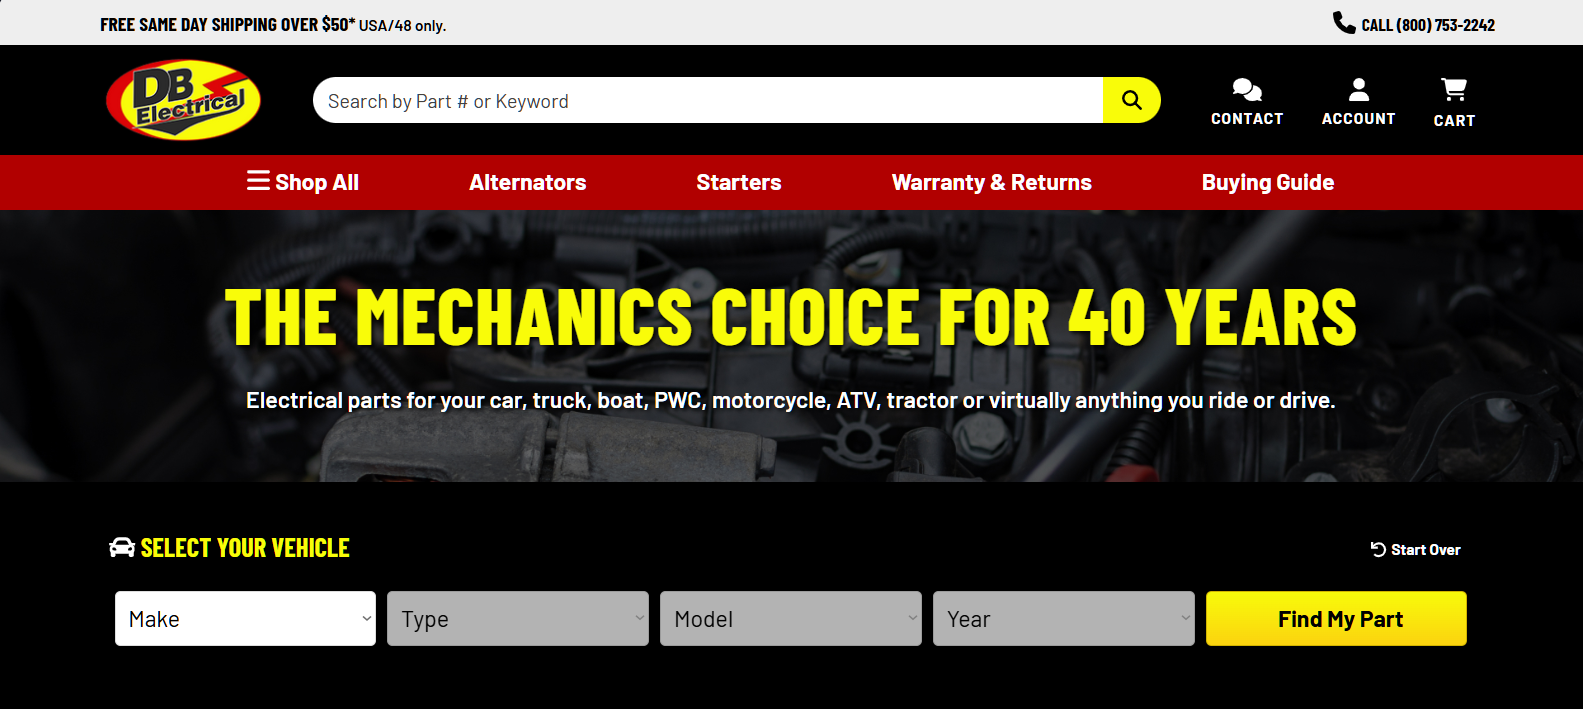 FREE SAME DAY SHIPPING OVER $50* USA/48 only.
CALL (800) 753-2242
DB
Electrical
Search by Part # or Keyword
CONTACT
ACCOUNT
CART
Shop All
Alternators
Starters
Warranty & Returns
Buying Guide
THE MECHANICS CHOICE FOR 40 YEARS
Electrical parts for your car, truck, boat, PWC, motorcycle, ATV, tractor or virtually anything you ride or drive.
SELECT YOUR VEHICLE
Start Over
Make
Type
Model
Year
Find My Part